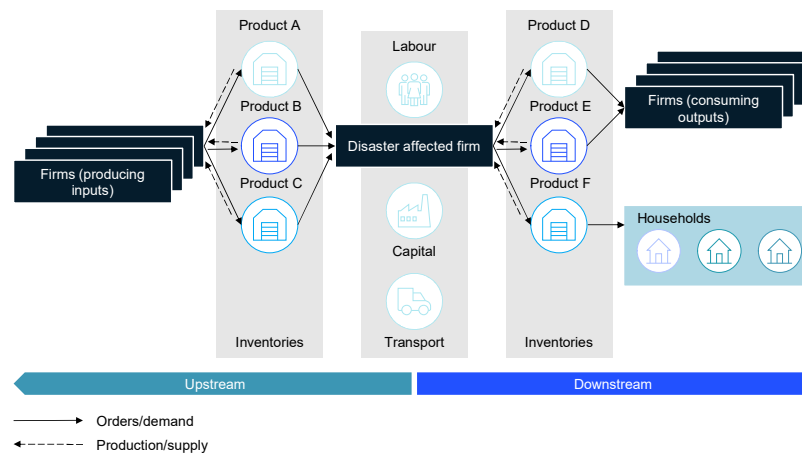 Product A
Labour
Product D
Product B
Product E
Firms (consuming
outputs)
Disaster affected firm
Firms (producing
inputs)
Product C
Product F
Households
Capital
Inventories
Transport
Inventories
Upstream
Downstream
Orders/demand
Production/supply